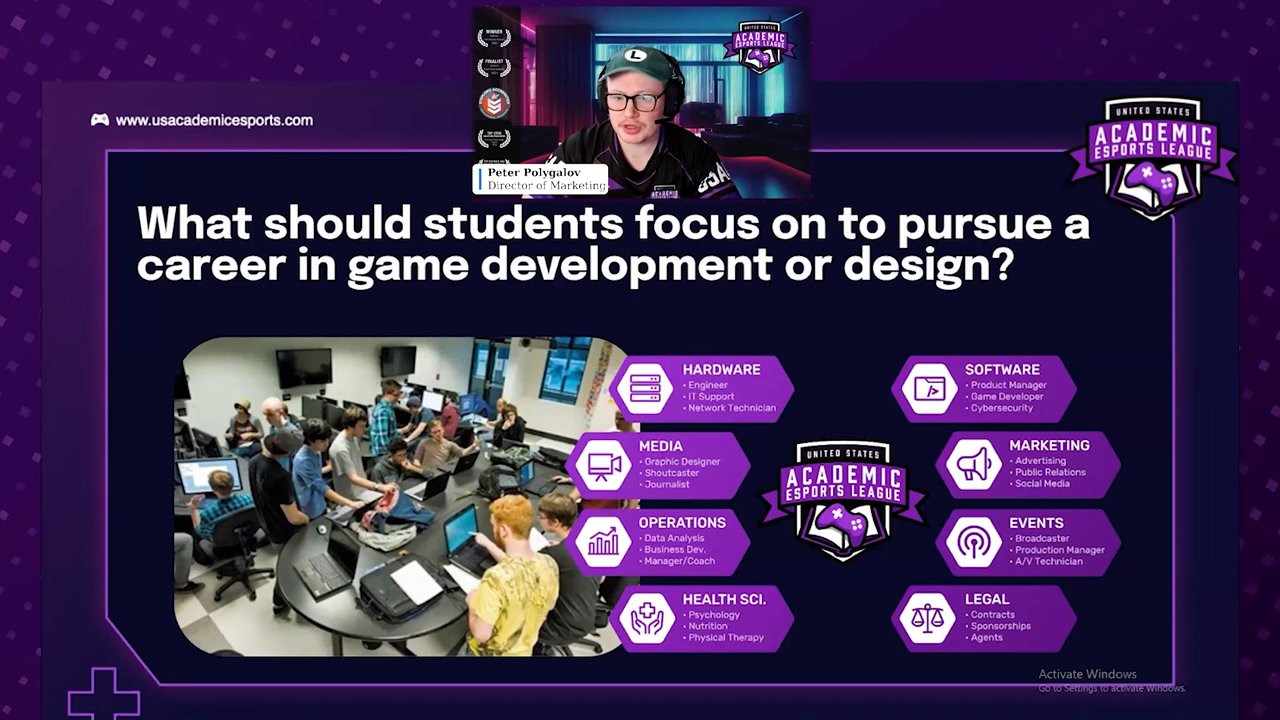 WINNER
FINALIST
UNITED STATES
ACADEMIC
ESPORTS LEAGUE
Peter Polygalov
Director of Marketing
www.usacademicesports.com
UNITED STATES
ACADEMIC
ESPORTS LEAGUE
What should students focus on to pursue a
career in game development or design?
HARDWARE
• Engineer
• IT Support
• Network Technician
SOFTWARE
• Product Manager
• Game Developer
• Cybersecurity
MEDIA
• Graphic Designer
• Shoutcaster
• Journalist
MARKETING
• Advertising
• Public Relations
• Social Media
UNITED STATES
ACADEMIC
ESPORTS LEAGUE
OPERATIONS
• Data Analysis
• Business Dev.
• Manager/Coach
EVENTS
• Broadcaster
• Production Manager
• A/V Technician
HEALTH SCI.
• Psychology
• Nutrition
• Physical Therapy
LEGAL
• Contracts
• Sponsorships
• Agents
Activate Windows
Go to Settings to activate Windows.